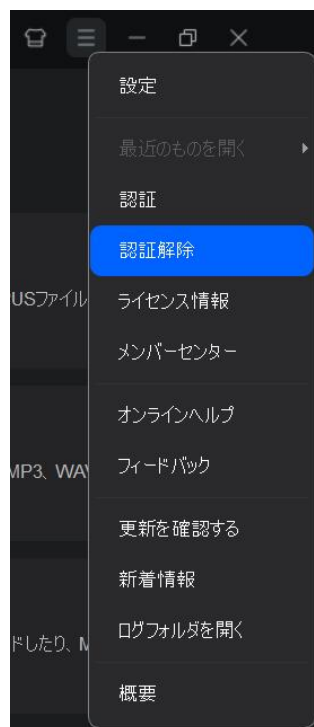 設定
最近のものを開く
認証
認証解除
USファイル
ライセンス情報
メンバーセンター
オンラインヘルプ
MP3、WAV
フィードバック
更新を確認する
新着情報
ログフォルダを開く
ドしたり、M
概要